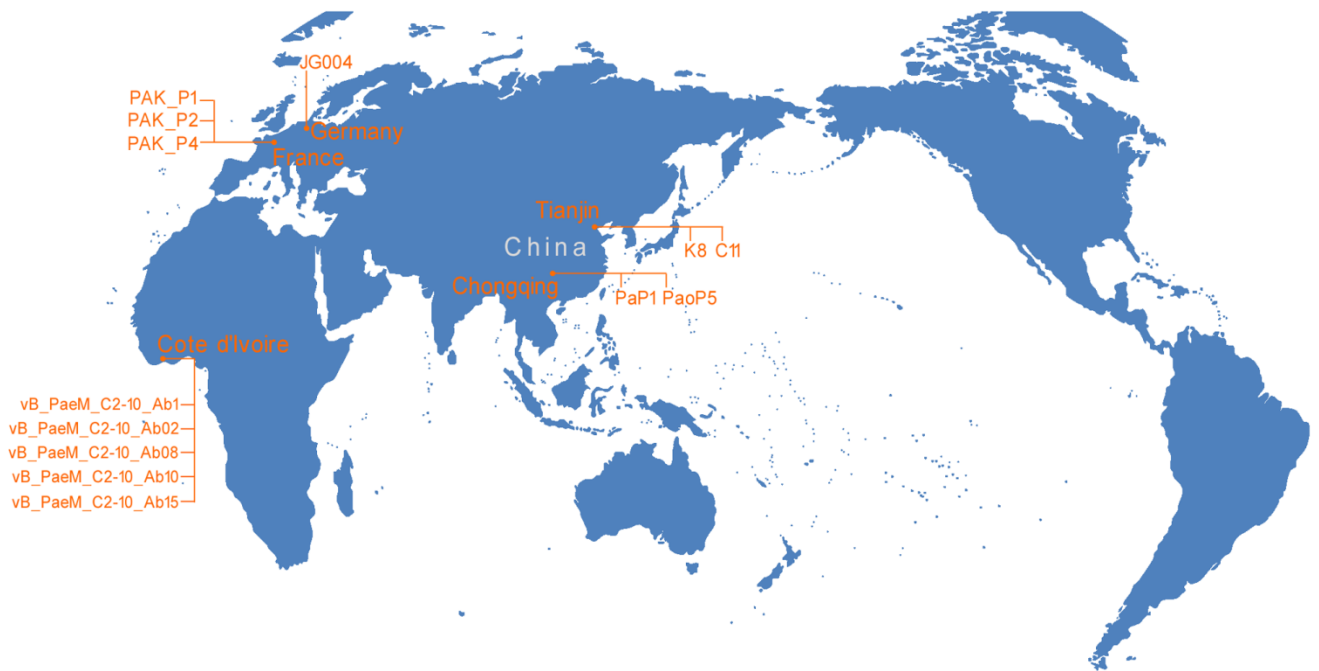 JG004
PAK_P1
PAK_P2
PAK_P4
Germany
France
Tianjin
China
K8 C11
Chongqing
PaP1 PaoP5
Cote d'Ivoire
vB_PaeM_C2-10_Ab1
vB_PaeM_C2-10_Ab02
vB_PaeM_C2-10_Ab08
vB_PaeM_C2-10_Ab10
vB_PaeM_C2-10_Ab15